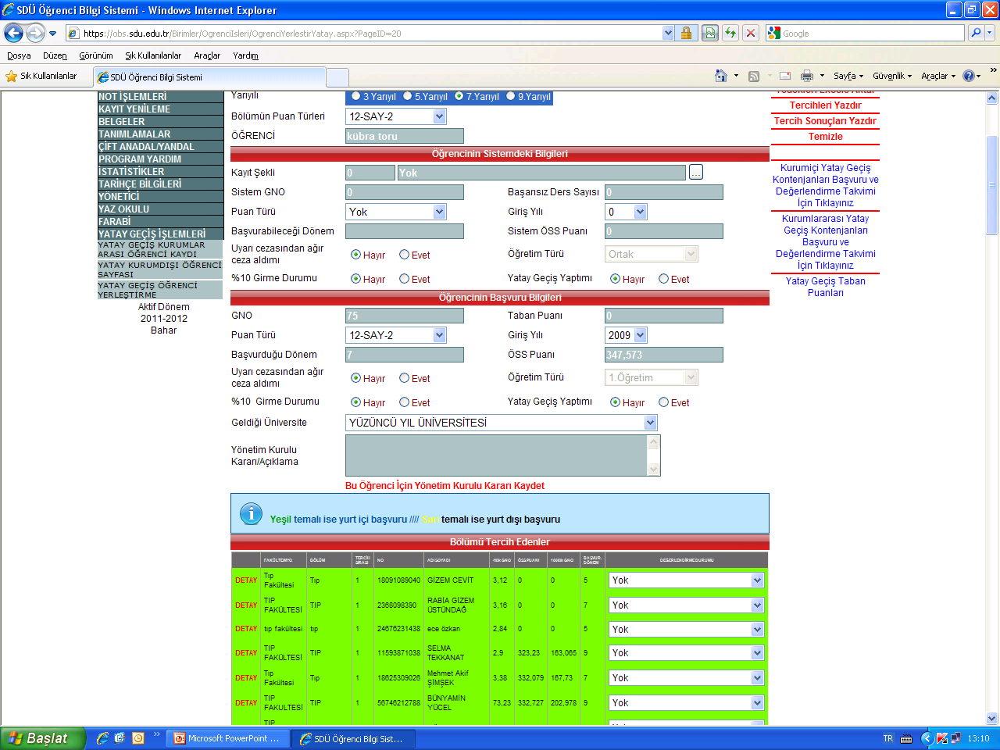 SDÜ Öğrenci Bilgi Sistemi - Windows Internet Explorer
https://obs.sdu.edu.tr/Birimler/OgrenciIsleri/OgrenciYerlestirYatay.aspx?PageID=20
Google
Dosya Düzen Görünüm Sık Kullanılanlar Araçlar Yardım
Sık Kullanılanlar
SDÜ Öğrenci Bilgi Sistemi
Sayfa Güvenlik Araçlar
NOT İŞLEMLERİ
KAYIT YENİLEME
BELGELER
TANIMLAMALAR
ÇİFT ANADAL/YANDAL
PROGRAM YARDIM
İSTATİSTİKLER
TARİHÇE BİLGİLERİ
YÖNETİCİ
YAZ OKULU
FARABİ
YATAY GEÇİŞ İŞLEMLERİ
YATAY GEÇİŞ KURUMLAR
ARASI ÖĞRENCİ KAYDI
YATAY KURUMDIŞI ÖĞRENCİ
SAYFASI
YATAY GEÇİŞ ÖĞRENCİ
YERLEŞTİRME
Aktif Dönem
2011-2012
Bahar
Yarıyılı 3 Yarıyıl 5.Yarıyıl 7.Yarıyıl 9.Yarıyıl
Bölümün Puan Türleri 12-SAY-2
ÖĞRENCİ kübra toru
Öğrencinin Sistemdeki Bilgileri
Kayıt Şekli 0 Yok ...
Sistem GNO 0 Başarısız Ders Sayısı 0
Puan Türü Yok Giriş Yılı 0
Başvurabileceği Dönem Sistem ÖSS Puanı 0
Uyarı cezasından ağır
ceza aldımı Hayır Evet Öğretim Türü Ortak
%10 Girme Durumu Hayır Evet Yatay Geçiş Yaptımı Hayır Evet
Öğrencinin Başvuru Bilgileri
GNO 75 Taban Puanı 0
Puan Türü 12-SAY-2 Giriş Yılı 2009
Başvurduğu Dönem 7 ÖSS Puanı 347,573
Uyarı cezasından ağır
ceza aldımı Hayır Evet Öğretim Türü 1.Öğretim
%10 Girme Durumu Hayır Evet Yatay Geçiş Yaptımı Hayır Evet
Geldiği Üniversite YÜZÜNCÜ YIL ÜNİVERSİTESİ
Yönetim Kurulu
Kararı/Açıklama
Bu Öğrenci İçin Yönetim Kurulu Kararı Kaydet
Yeşil temalı ise yurt içi başvuru //// Sarı temalı ise yurt dışı başvuru
Bölümü Tercih Edenler
FAKÜLTEMYO BÖLÜM TERCİH SIRASI NO ADI SOYADI 4lük GNO ÖSS PUANI 100lük GNO BAŞVUR. DÖNEM DEĞERLENDİRME DURUMU
DETAY Tıp Fakültesi Tıp 1 18091089040 GİZEM CEVİT 3,12 0 0 5 Yok
DETAY TIP FAKÜLTESİ TIP 1 2368098390 RABİA GİZEM ÜSTÜNDAĞ 3,16 0 0 7 Yok
DETAY tıp fakültesi tıp 1 24676231438 ece özkan 2,84 0 0 5 Yok
DETAY TIP FAKÜLTESİ TIP 1 11593871038 SELMA TEKKANAT 2,9 323,23 163,065 9 Yok
DETAY Tıp Fakültesi Tıp 1 18625309026 Mehmet Akif ŞİMŞEK 3,38 332,079 167,73 7 Yok
DETAY TIP FAKULTESİ TIP 1 56746212788 BÜNYAMİN YÜCEL 73,23 332,727 202,978 9 Yok
TIP
Yedekleri Excele Aktar
Tercihleri Yazdır
Tercih Sonuçları Yazdır
Temizle
Kurumiçi Yatay Geçiş
Kontenjanları Başvuru ve
Değerlendirme Takvimi
İçin Tıklayınız
Kurumlararası Yatay
Geçiş Kontenjanları
Başvuru ve
Değerlendirme Takvimi
İçin Tıklayınız
Yatay Geçiş Taban
Puanları
Başlat Microsoft PowerPoint ... SDÜ Öğrenci Bilgi Sist... TR 13:10